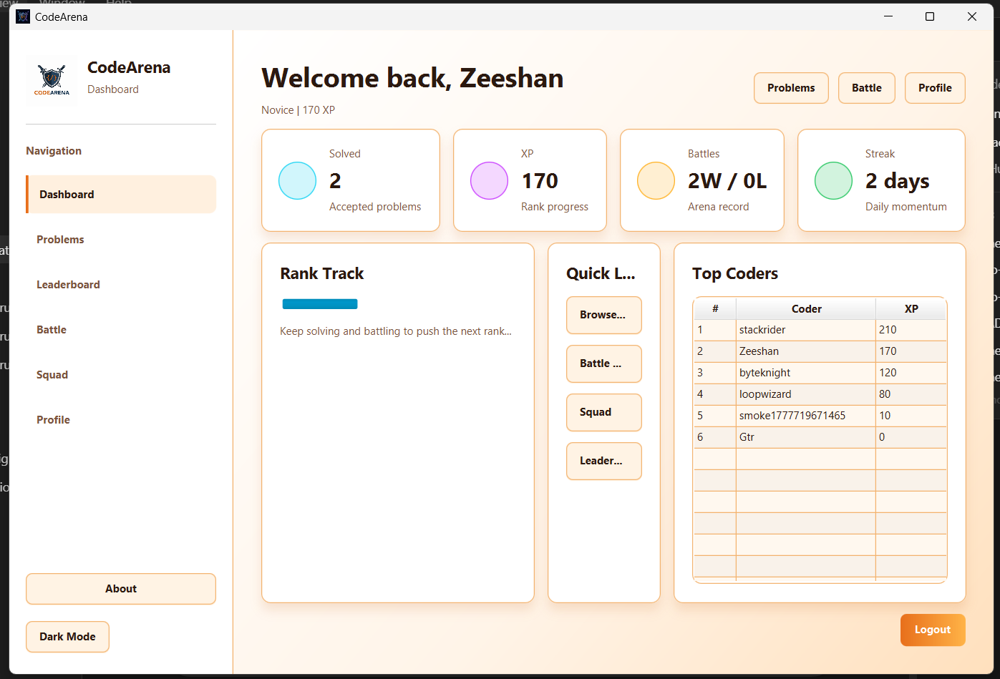 CodeArena
CODEARENA
CodeArena
Dashboard
Navigation
Dashboard
Problems
Leaderboard
Battle
Squad
Profile
About
Dark Mode
Welcome back, Zeeshan
Novice | 170 XP
Problems
Battle
Profile
Solved
2
Accepted problems
XP
170
Rank progress
Battles
2W / 0L
Arena record
Streak
2 days
Daily momentum
Rank Track
Keep solving and battling to push the next rank...
Quick L...
Browse...
Battle ...
Squad
Leader...
Top Coders
# Coder XP
1 stackrider 210
2 Zeeshan 170
3 byteknight 120
4 loopwizard 80
5 smoke1777719671465 10
6 Gtr 0
Logout